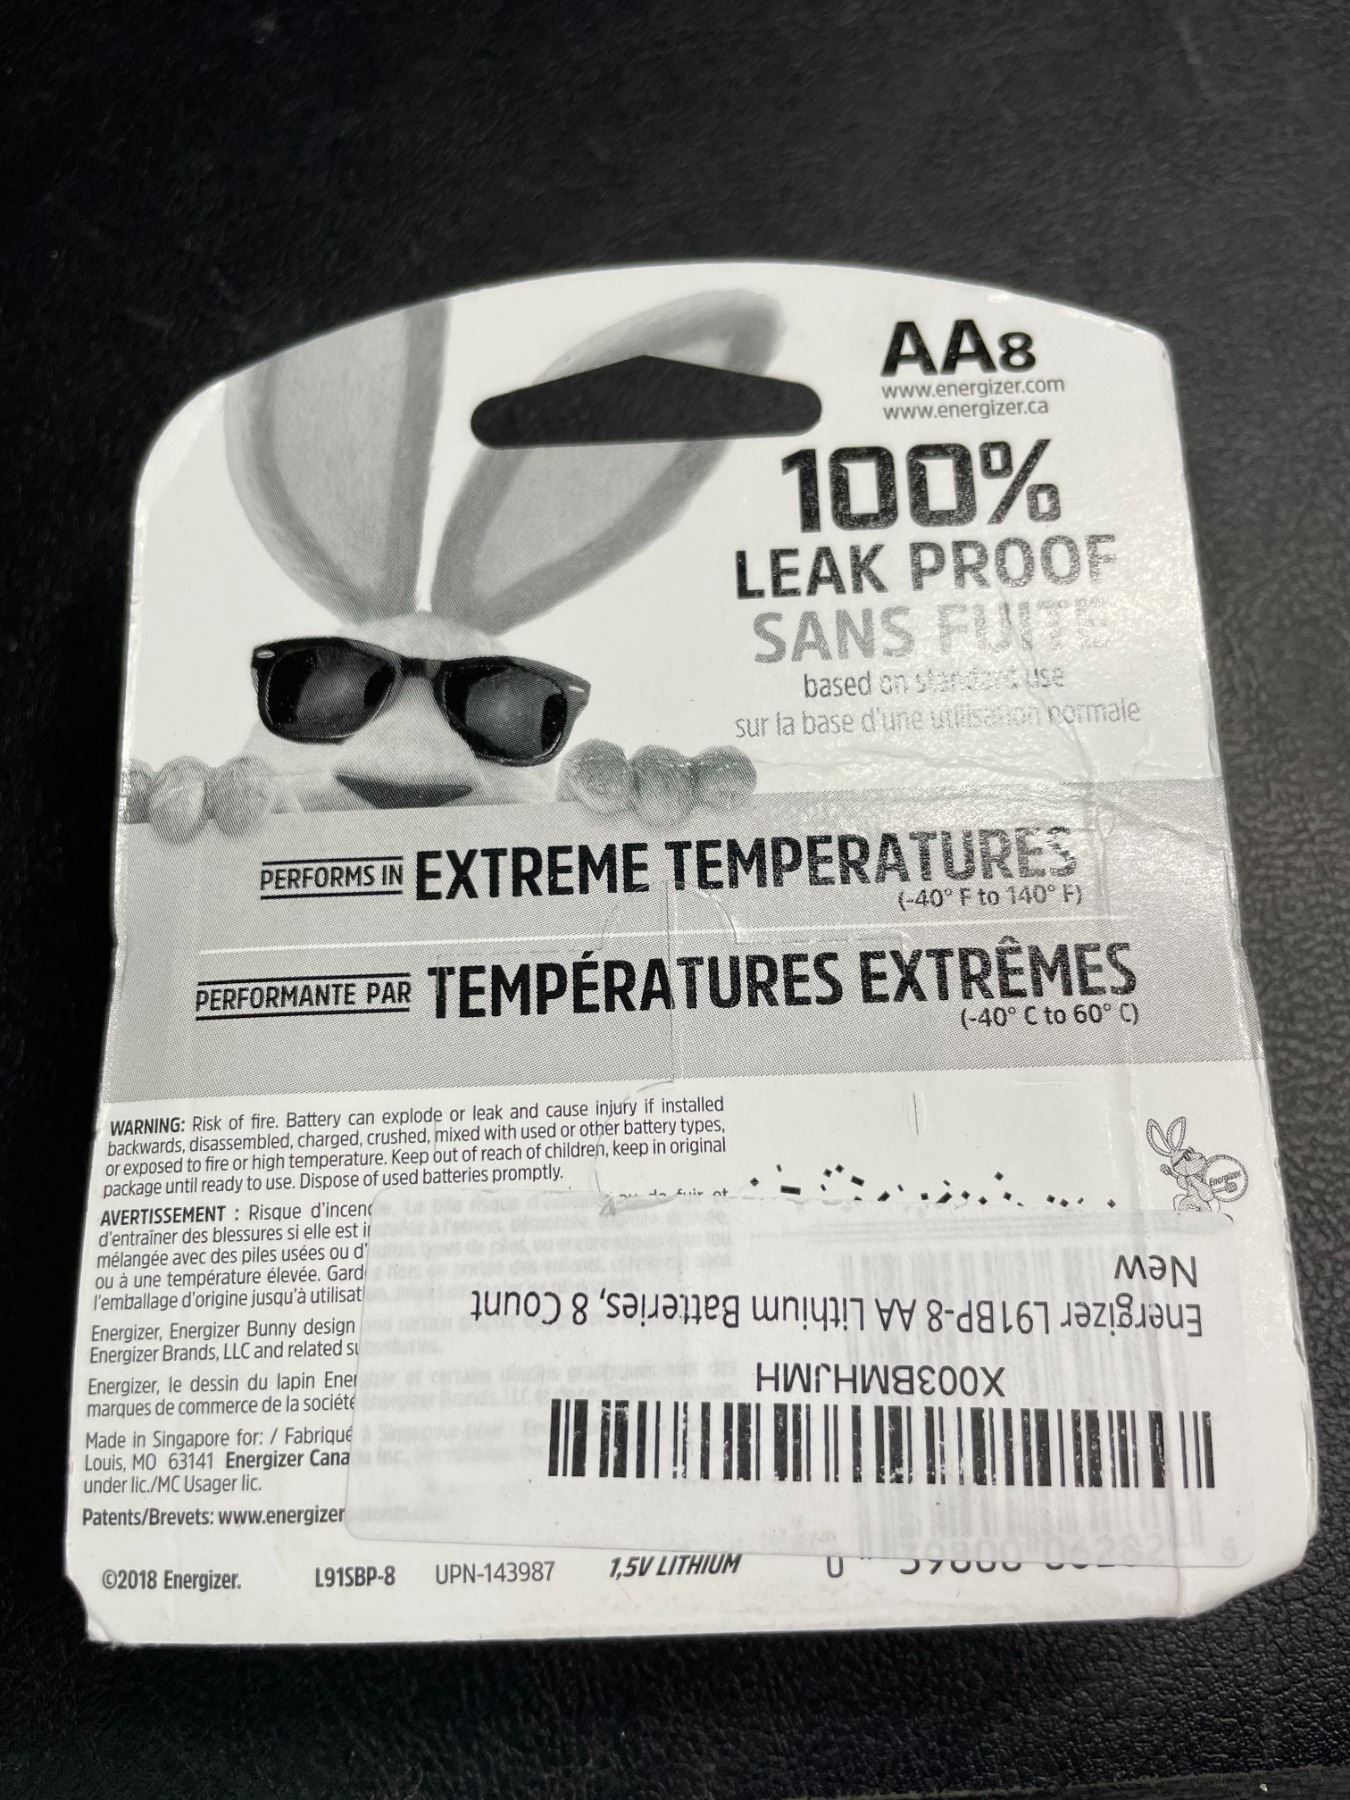 AA8
www.energizer.com
www.energizer.ca
100%
LEAK PROOF
SANS FUITE
based on standard use
sur la base d'une utilisation normale
PERFORMS IN EXTREME TEMPERATURES
(-40° F to 140° F)
PERFORMANTE PAR TEMPÉRATURES EXTRÊMES
(-40° C to 60° C)
WARNING: Risk of fire. Battery can explode or leak and cause injury if installed
backwards, disassembled, charged, crushed, mixed with used or other battery types,
or exposed to fire or high temperature. Keep out of reach of children, keep in original
package until ready to use. Dispose of used batteries promptly.
AVERTISSEMENT : Risque d'incend
d'entraîner des blessures si elle est in
mélangée avec des piles usées ou d'
ou à une température élevée. Gard
l'emballage d'origine jusqu'à utilisat
Energizer, Energizer Bunny design
Energizer Brands, LLC and related su
Energizer, le dessin du lapin Ener
marques de commerce de la société
Made in Singapore for: / Fabriqué
Louis, MO 63141 Energizer Cana
under lic./MC Usager lic.
Patents/Brevets: www.energizer
©2018 Energizer. L91SBP-8 UPN-143987 1,5V LITHIUM
Energizer
X003BMHJMH
Energizer L91BP-8 AA Lithium Batteries, 8 Count
New